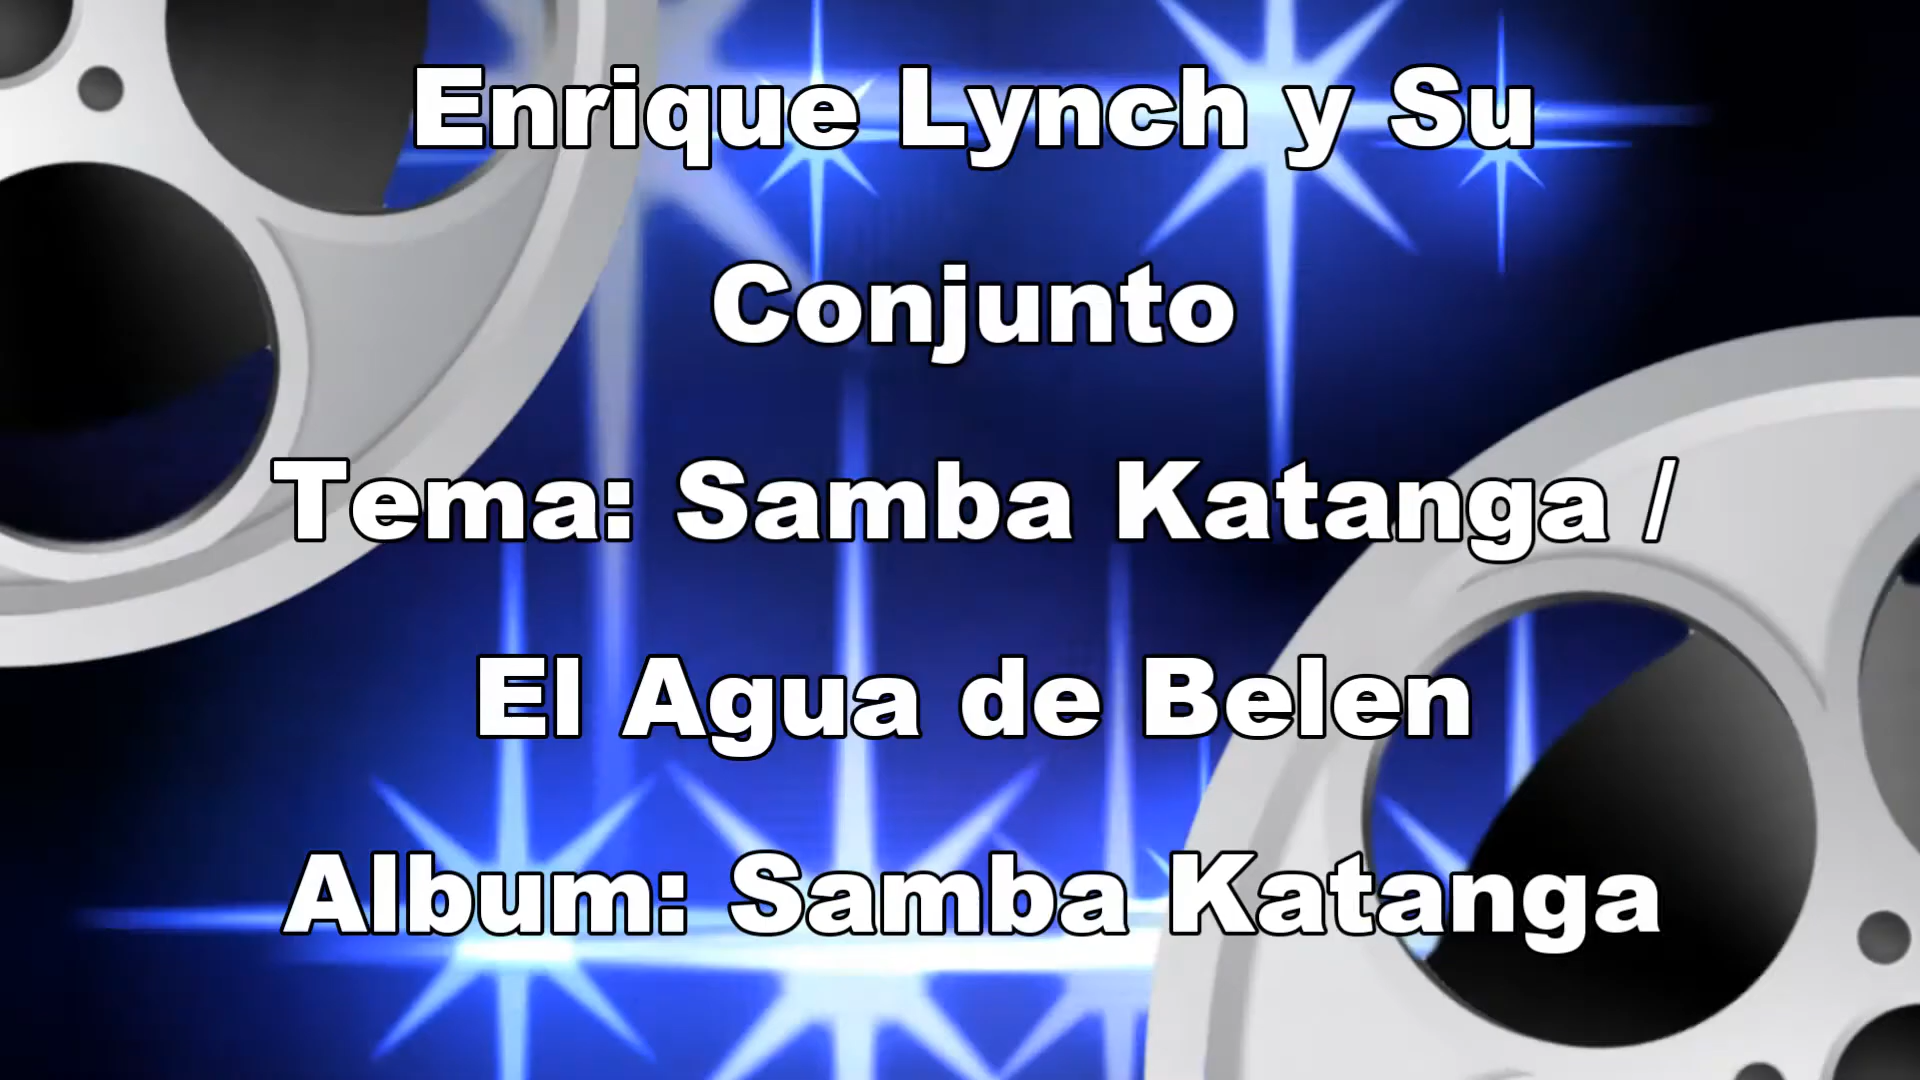 Enrique Lynch y Su
Conjunto
Tema: Samba Katanga /
El Agua de Belen
Album: Samba Katanga